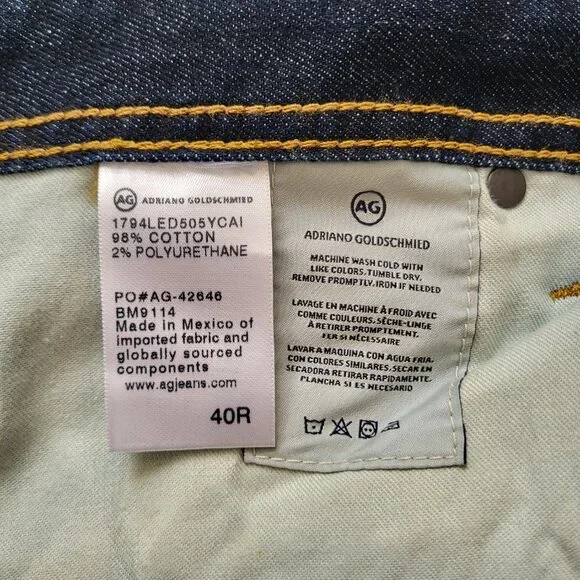 AG ADRIANO GOLDSCHMIED
1794LED505YCAI
98% COTTON
2% POLYURETHANE
PO#AG-42646
BM9114
Made in Mexico of
imported fabric and
globally sourced
components
www.agjeans.com
40R
AG
ADRIANO GOLDSCHMIED
MACHINE WASH COLD WITH
LIKE COLORS. TUMBLE DRY.
REMOVE PROMPTLY. IRON IF NEEDED
LAVAGE EN MACHINE À FROID AVEC
COMME COULEURS. SÈCHE-LINGE
À RETIRER PROMPTEMENT.
FER SI NÉCESSAIRE
LAVAR A MAQUINA CON AGUA FRIA,
CON COLORES SIMILARES. SECAR EN
SECADORA RETIRAR RAPIDAMENTE.
PLANCHA SI ES NECESARIO